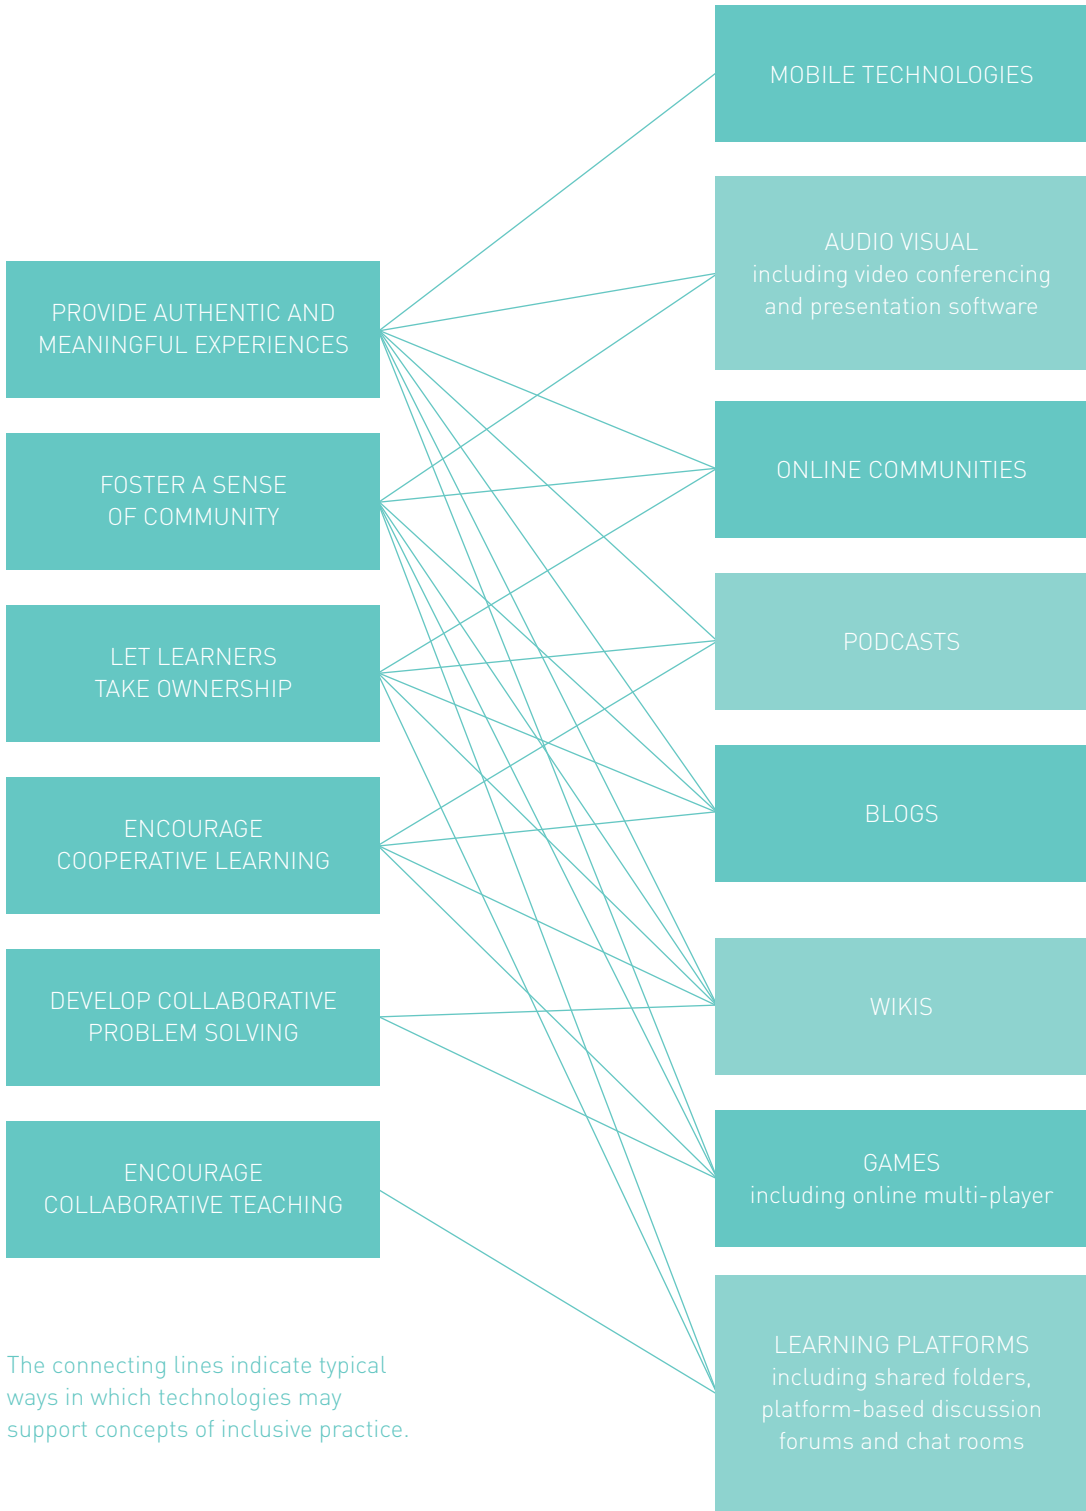 PROVIDE AUTHENTIC AND
MEANINGFUL EXPERIENCES
FOSTER A SENSE
OF COMMUNITY
LET LEARNERS
TAKE OWNERSHIP
ENCOURAGE
COOPERATIVE LEARNING
DEVELOP COLLABORATIVE
PROBLEM SOLVING
ENCOURAGE
COLLABORATIVE TEACHING
The connecting lines indicate typical
ways in which technologies may
support concepts of inclusive practice.
MOBILE TECHNOLOGIES
AUDIO VISUAL
including video conferencing
and presentation software
ONLINE COMMUNITIES
PODCASTS
BLOGS
WIKIS
GAMES
including online multi-player
LEARNING PLATFORMS
including shared folders,
platform-based discussion
forums and chat rooms